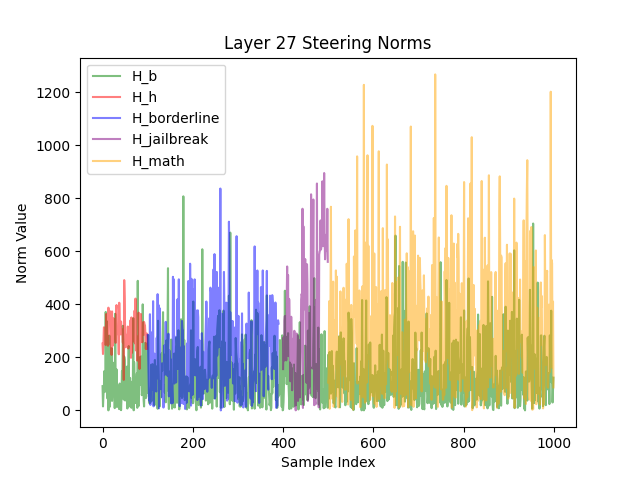 Layer 27 Steering Norms
H_b
H_h
H_borderline
H_jailbreak
H_math
Norm Value
1200
1000
800
600
400
200
0
0 200 400 600 800 1000
Sample Index